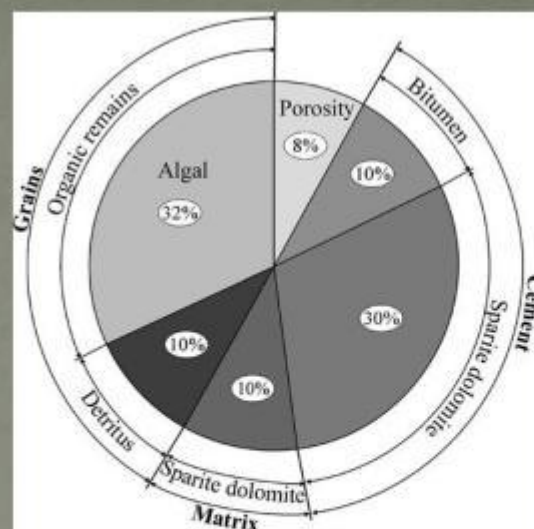 Porosity
8%
Bitumen
10%
Cement
Sparite dolomite
30%
Sparite dolomite
10%
Matrix
Detritus
10%
Grains
Organic remains
Algal
32%